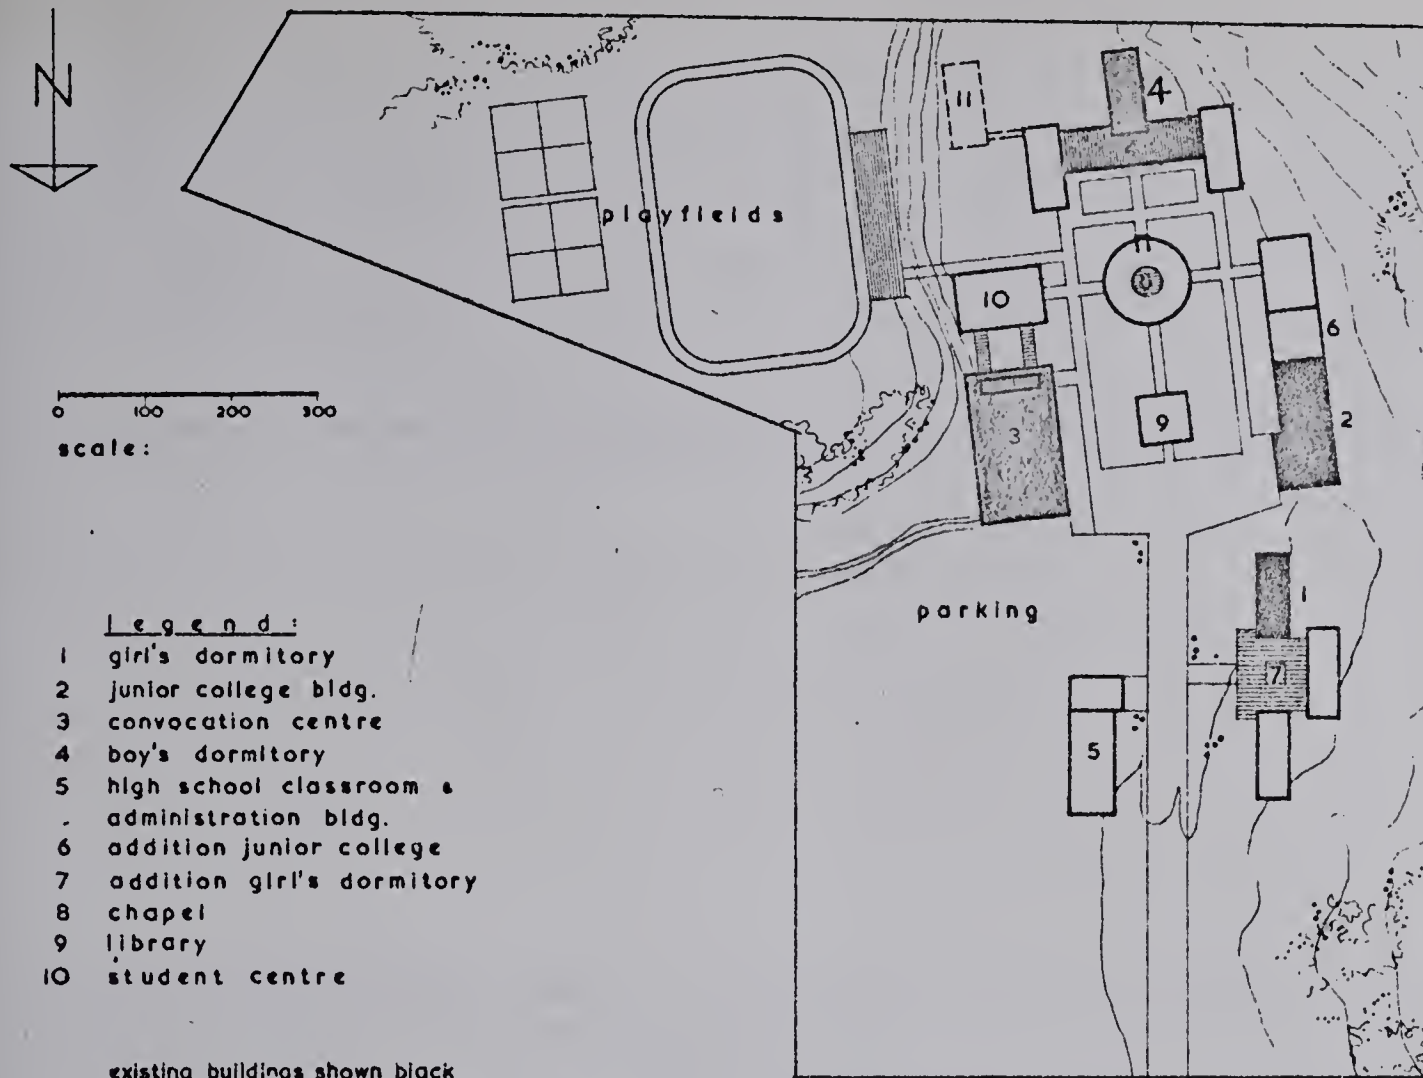 N
11
4
playfields
10
6
9
2
3
0 100 200 300
scale:
parking
1
7
5
legend:
1 girl's dormitory
2 junior college bldg.
3 convocation centre
4 boy's dormitory
5 high school classroom &
administration bldg.
6 addition junior college
7 addition girl's dormitory
8 chapel
9 library
10 student centre
existing buildings shown black